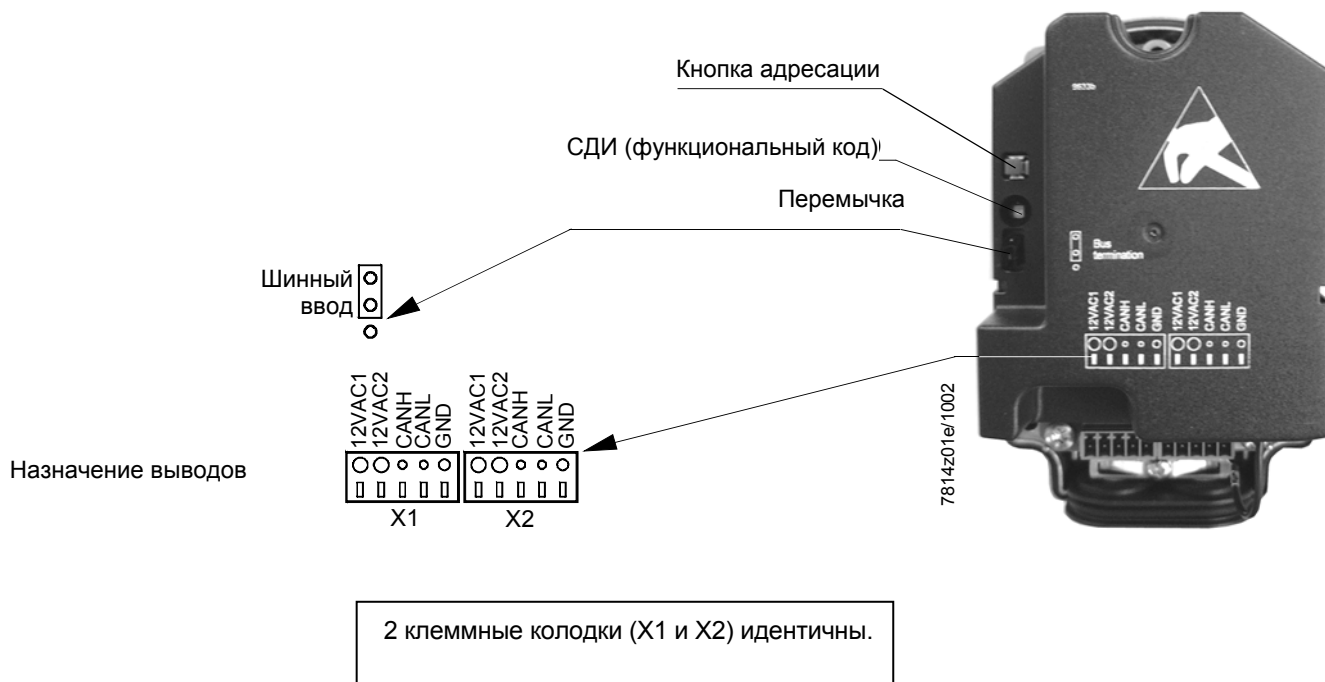 Кнопка адресации
СДИ (функциональный код)
Перемычка
Bus
termination
12VAC1
12VAC2
CANH
CANL
GND
12VAC1
12VAC2
CANH
CANL
GND
7814z01e/1002
Шинный
ввод
12VAC1
12VAC2
CANH
CANL
GND
12VAC1
12VAC2
CANH
CANL
GND
Назначение выводов
X1
X2
2 клеммные колодки (X1 и X2) идентичны.